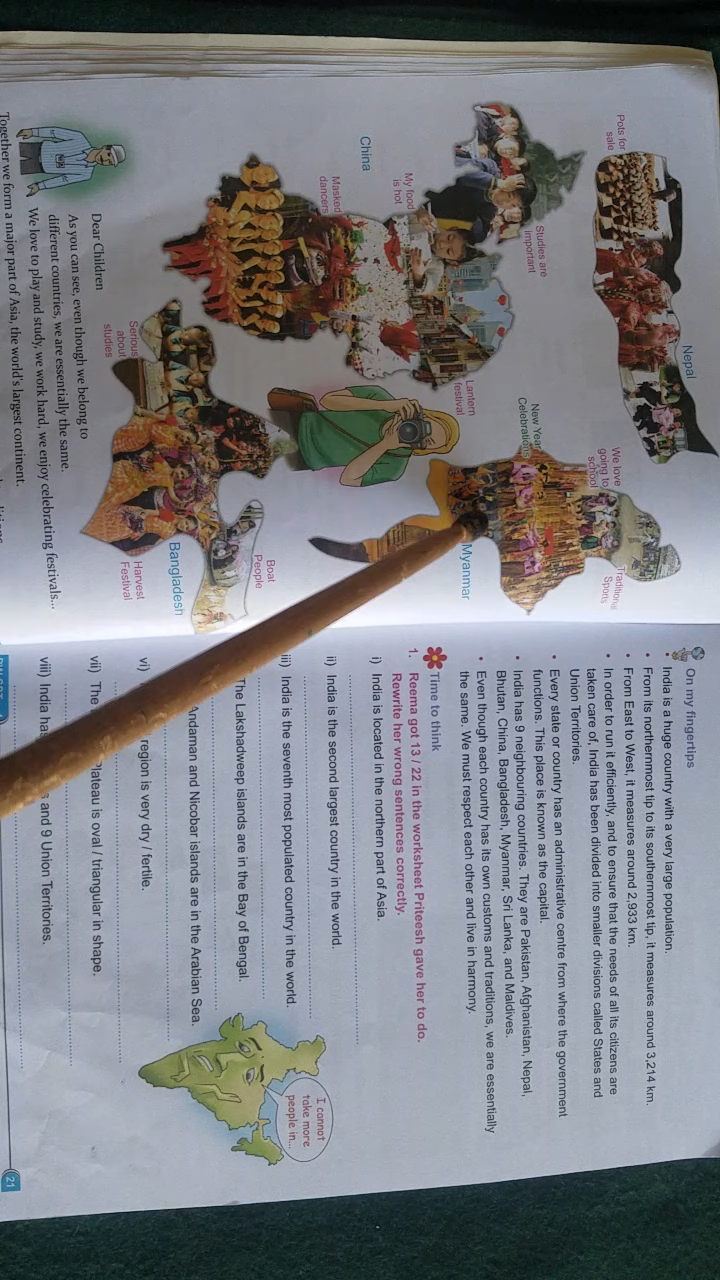 Nepal
Pots for
sale
We love
going to
school
Traditional
Sports
Studies are
important
New Year
Celebrations
Myanmar
My food
is hot
China
Masked
dancers
Lantern
festival
Boat
People
Bangladesh
Harvest
Festival
Serious
about
studies
Dear Children
As you can see, even though we belong to
different countries, we are essentially the same.
We love to play and study, we work hard, we enjoy celebrating festivals...
Together we form a major part of Asia, the world's largest continent.
On my fingertips
• India is a huge country with a very large population.
• From its northernmost tip to its southernmost tip, it measures around 3,214 km.
• From East to West, it measures around 2,933 km.
• In order to run it efficiently, and to ensure that the needs of all its citizens are
taken care of, India has been divided into smaller divisions called States and
Union Territories.
• Every state or country has an administrative centre from where the government
functions. This place is known as the capital.
• India has 9 neighbouring countries. They are Pakistan, Afghanistan, Nepal,
Bhutan, China, Bangladesh, Myanmar, Sri Lanka, and Maldives.
• Even though each country has its own customs and traditions, we are essentially
the same. We must respect each other and live in harmony.
Time to think
1. Reema got 13 / 22 in the worksheet Priteesh gave her to do.
Rewrite her wrong sentences correctly.
i) India is located in the northern part of Asia.
ii) India is the second largest country in the world.
iii) India is the seventh most populated country in the world.
The Lakshadweep islands are in the Bay of Bengal.
Andaman and Nicobar islands are in the Arabian Sea.
vi) region is very dry / fertile.
vii) The Plateau is oval / triangular in shape.
viii) India has and 9 Union Territories.
I cannot
take more
people in...
21